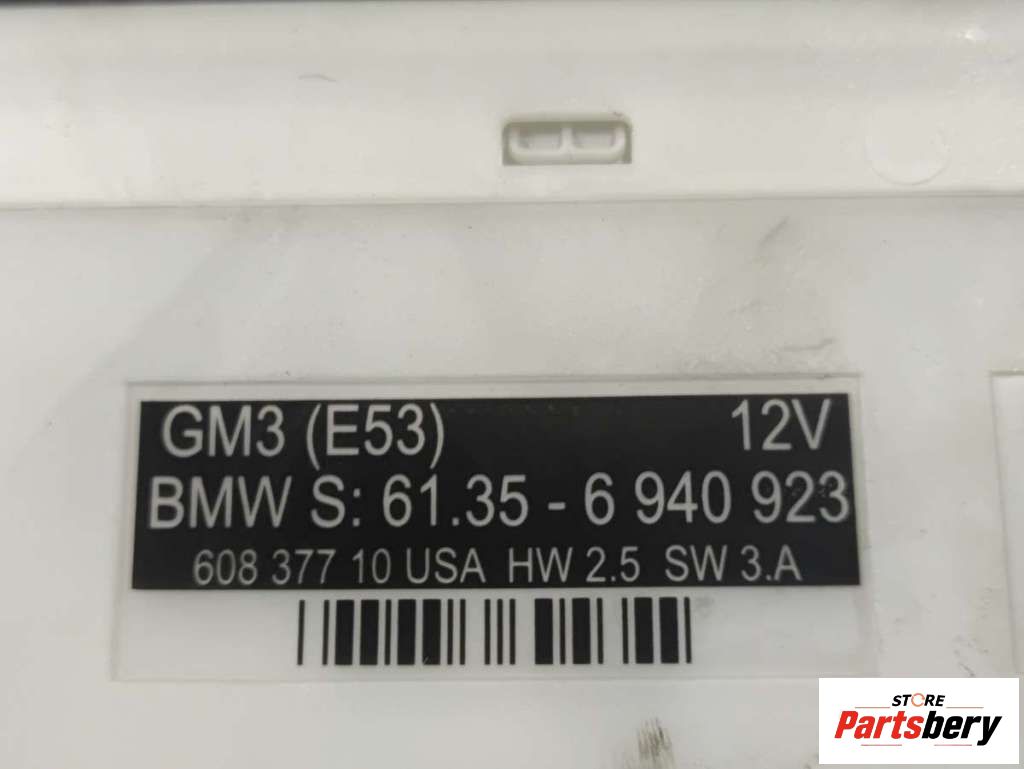 GM3 (E53) 12V
BMW S: 61.35 - 6 940 923
608 377 10 USA HW 2.5 SW 3.A
STORE
Partsbery